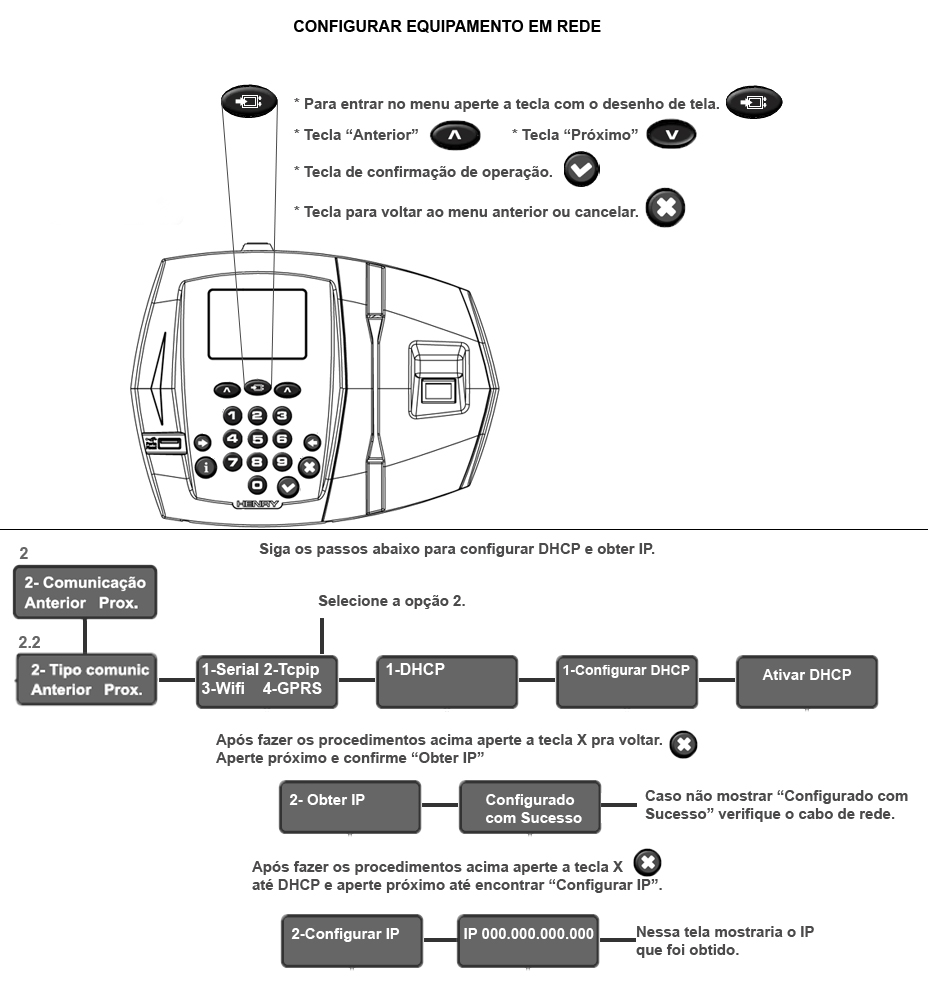 CONFIGURAR EQUIPAMENTO EM REDE
* Para entrar no menu aperte a tecla com o desenho de tela.
* Tecla “Anterior”
* Tecla “Próximo”
* Tecla de confirmação de operação.
* Tecla para voltar ao menu anterior ou cancelar.
1 2 3
4 5 6
7 8 9
i
0
HENRY
Siga os passos abaixo para configurar DHCP e obter IP.
2
2- Comunicação
Anterior Prox.
Selecione a opção 2.
2.2
2- Tipo comunic
Anterior Prox.
1-Serial 2-Tcpip
3-Wifi 4-GPRS
1-DHCP
1-Configurar DHCP
Ativar DHCP
Após fazer os procedimentos acima aperte a tecla X pra voltar.
Aperte próximo e confirme “Obter IP”
2- Obter IP
Configurado
com Sucesso
Caso não mostrar “Configurado com
Sucesso” verifique o cabo de rede.
Após fazer os procedimentos acima aperte a tecla X
até DHCP e aperte próximo até encontrar “Configurar IP”.
2-Configurar IP
IP 000.000.000.000
Nessa tela mostraria o IP
que foi obtido.